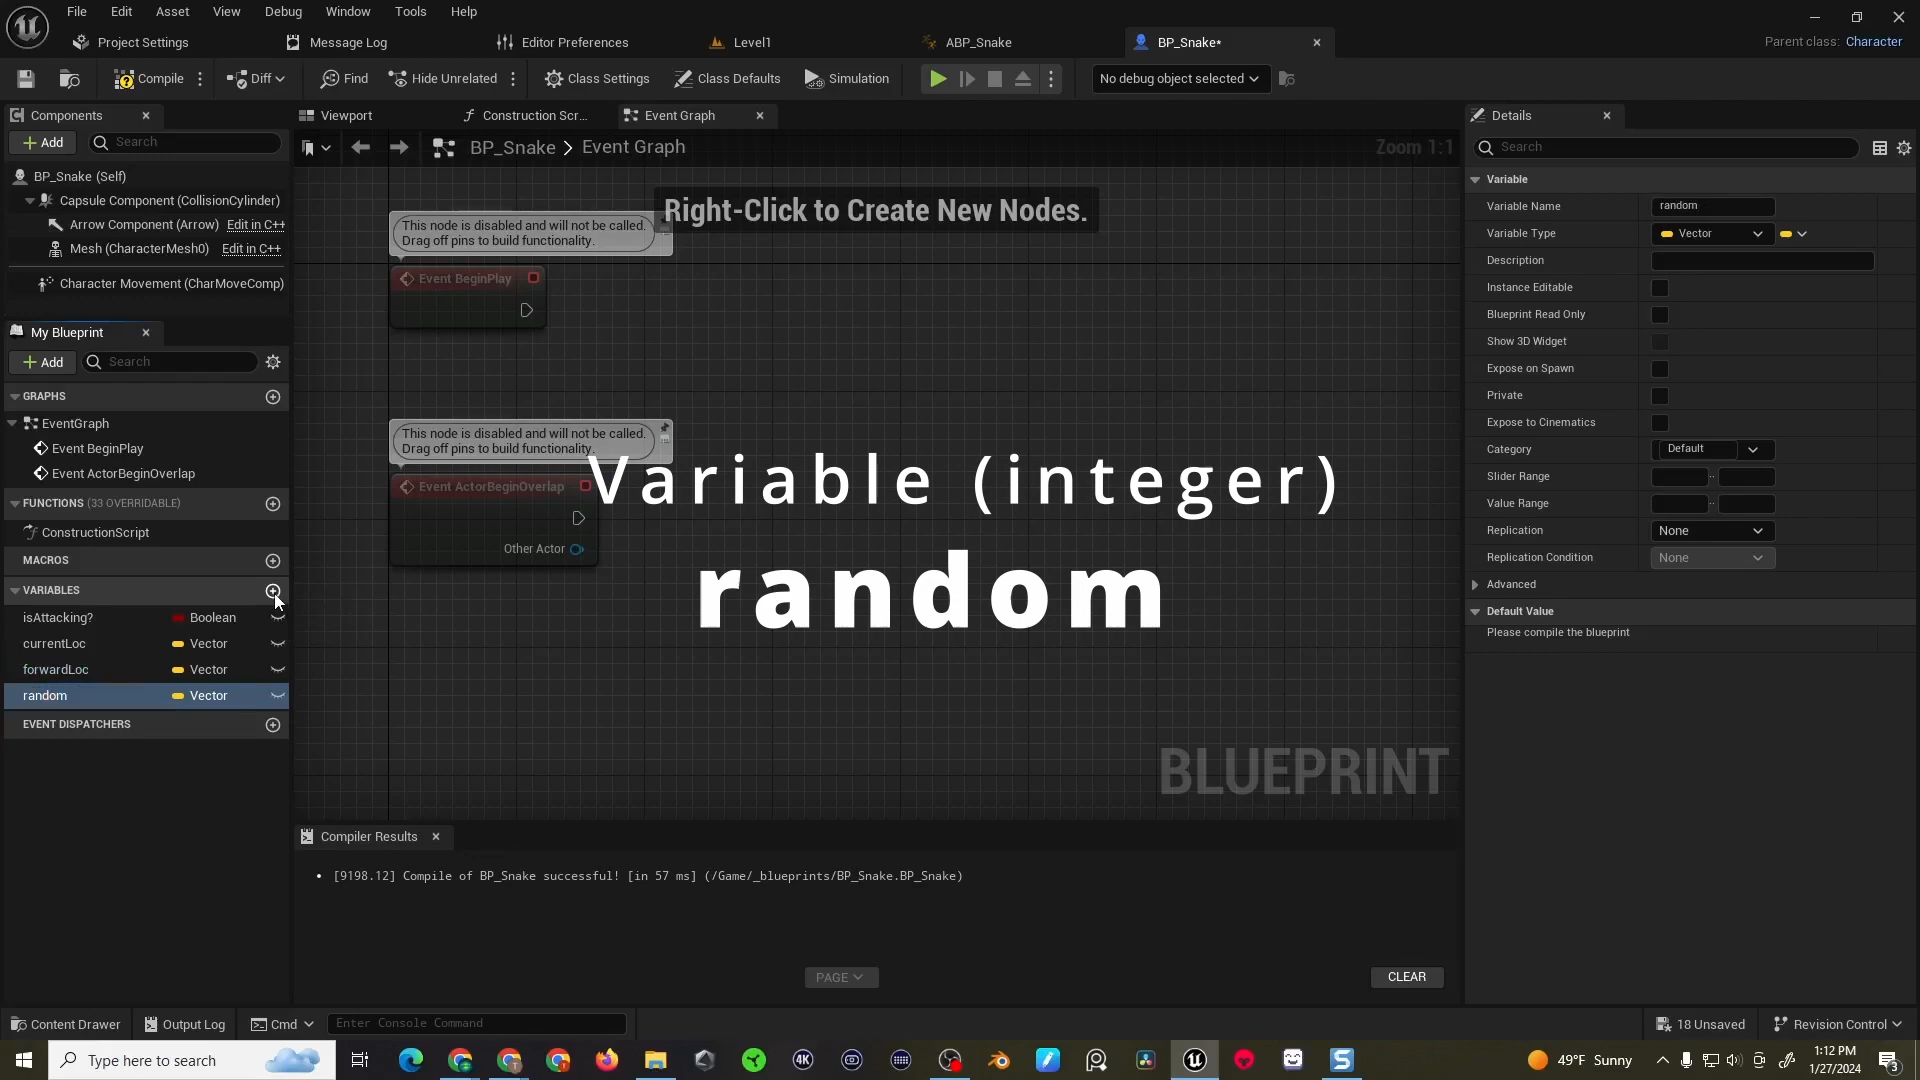 File Edit Asset View Debug Window Tools Help
Project Settings Message Log Editor Preferences Level1 ABP_Snake BP_Snake* Parent class: Character
Compile Diff Find Hide Unrelated Class Settings Class Defaults Simulation No debug object selected
Components Viewport Construction Scr... Event Graph Details
Add Search BP_Snake > Event Graph Zoom 1:1 Search
BP_Snake (Self)
Capsule Component (CollisionCylinder)
Arrow Component (Arrow) Edit in C++
Mesh (CharacterMesh0) Edit in C++
Character Movement (CharMoveComp)
My Blueprint
Add Search
GRAPHS
EventGraph
Event BeginPlay
Event ActorBeginOverlap
FUNCTIONS (33 OVERRIDABLE)
ConstructionScript
MACROS
VARIABLES
isAttacking? Boolean
currentLoc Vector
forwardLoc Vector
random Vector
EVENT DISPATCHERS
Right-Click to Create New Nodes.
This node is disabled and will not be called.
Drag off pins to build functionality.
Event BeginPlay
This node is disabled and will not be called.
Drag off pins to build functionality.
Event ActorBeginOverlap
Other Actor
Variable (integer)
random
BLUEPRINT
Compiler Results
[9198.12] Compile of BP_Snake successful! [in 57 ms] (/Game/_blueprints/BP_Snake.BP_Snake)
PAGE CLEAR
Variable
Variable Name random
Variable Type Vector
Description
Instance Editable
Blueprint Read Only
Show 3D Widget
Expose on Spawn
Private
Expose to Cinematics
Category Default
Slider Range
Value Range
Replication None
Replication Condition None
Advanced
Default Value
Please compile the blueprint
Content Drawer Output Log Cmd Enter Console Command 18 Unsaved Revision Control
Type here to search 4K 49°F Sunny 1:12 PM
1/27/2024 3